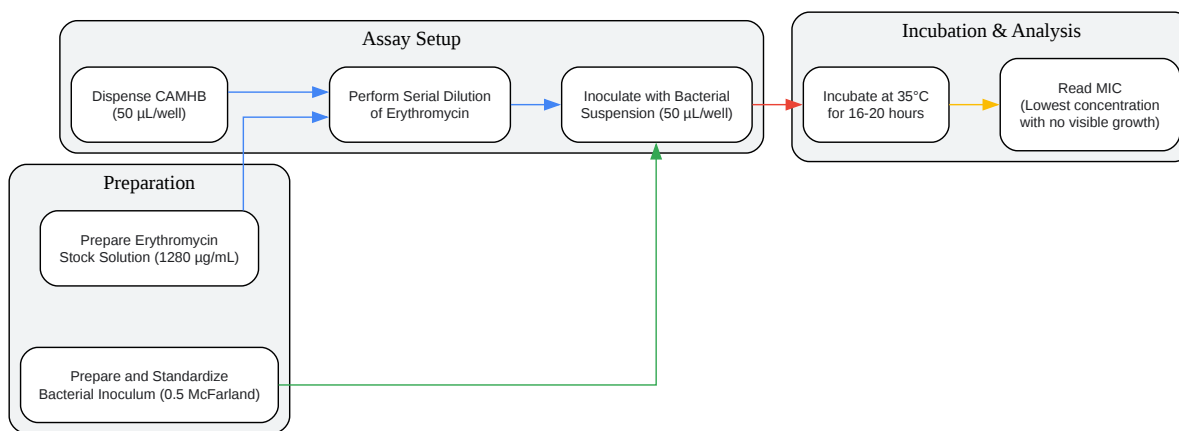 Assay Setup
Dispense CAMHB
(50 µL/well)
Perform Serial Dilution
of Erythromycin
Inoculate with Bacterial
Suspension (50 µL/well)
Incubation & Analysis
Incubate at 35°C
for 16-20 hours
Read MIC
(Lowest concentration
with no visible growth)
Preparation
Prepare Erythromycin
Stock Solution (1280 µg/mL)
Prepare and Standardize
Bacterial Inoculum (0.5 McFarland)